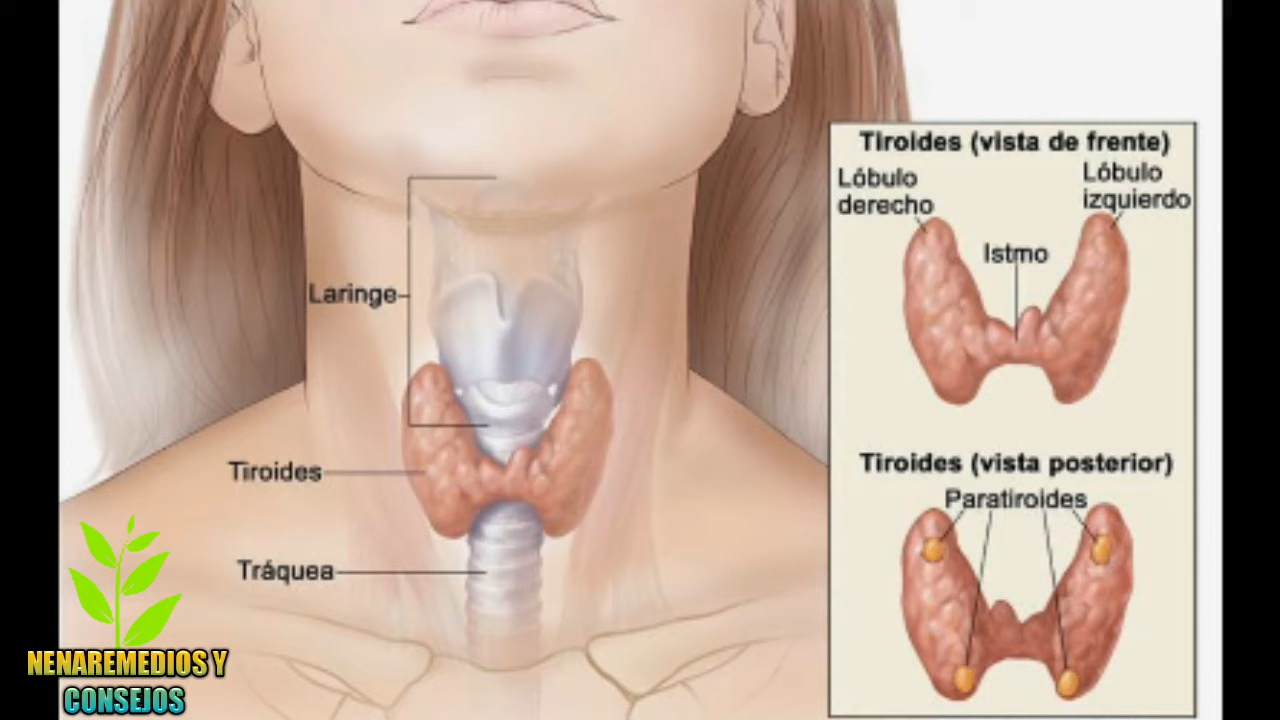 Laringe
Tiroides
Tráquea
Tiroides (vista de frente)
Lóbulo
derecho
Lóbulo
izquierdo
Istmo
Tiroides (vista posterior)
Paratiroides
NENAREMEDIOS Y
CONSEJOS